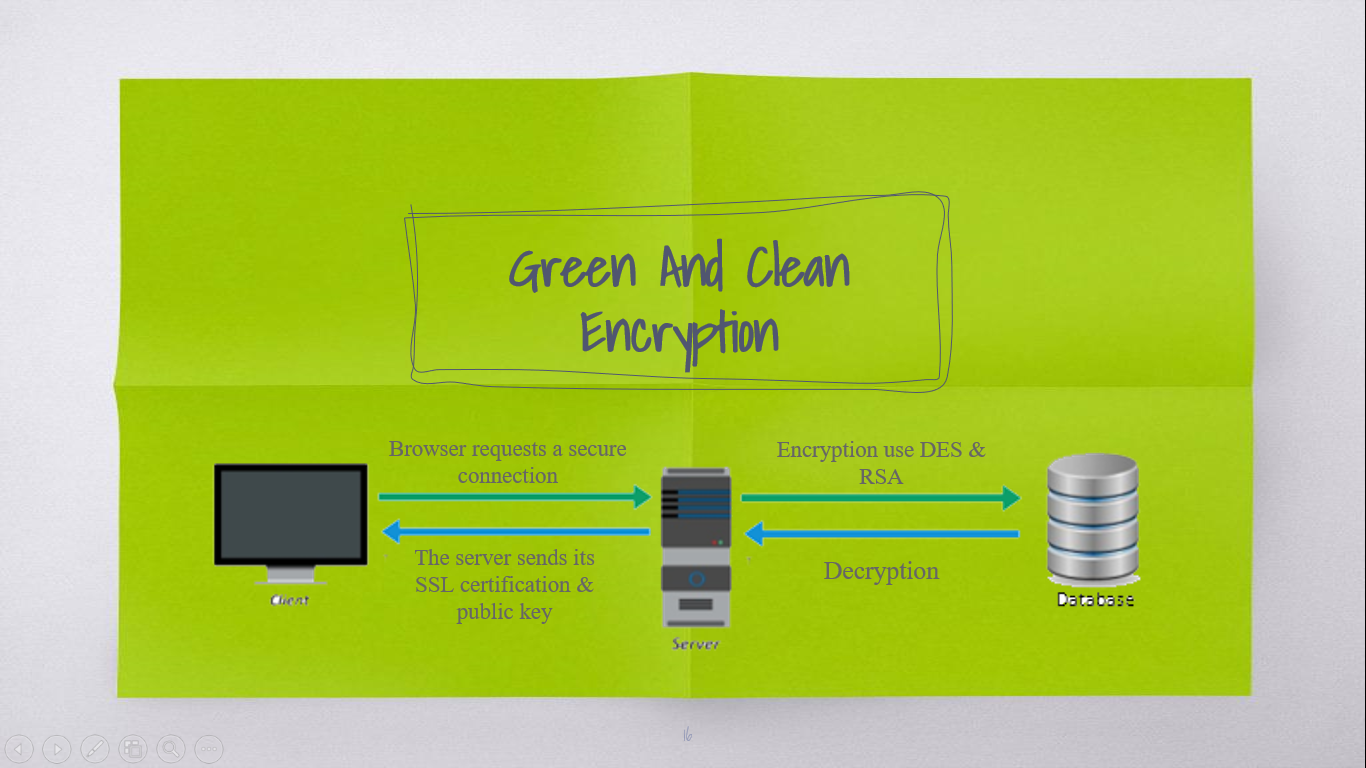 Green And Clean
Encryption
Browser requests a secure
connection
Encryption use DES &
RSA
The server sends its
SSL certification &
public key
Decryption
Client
Server
Database
16